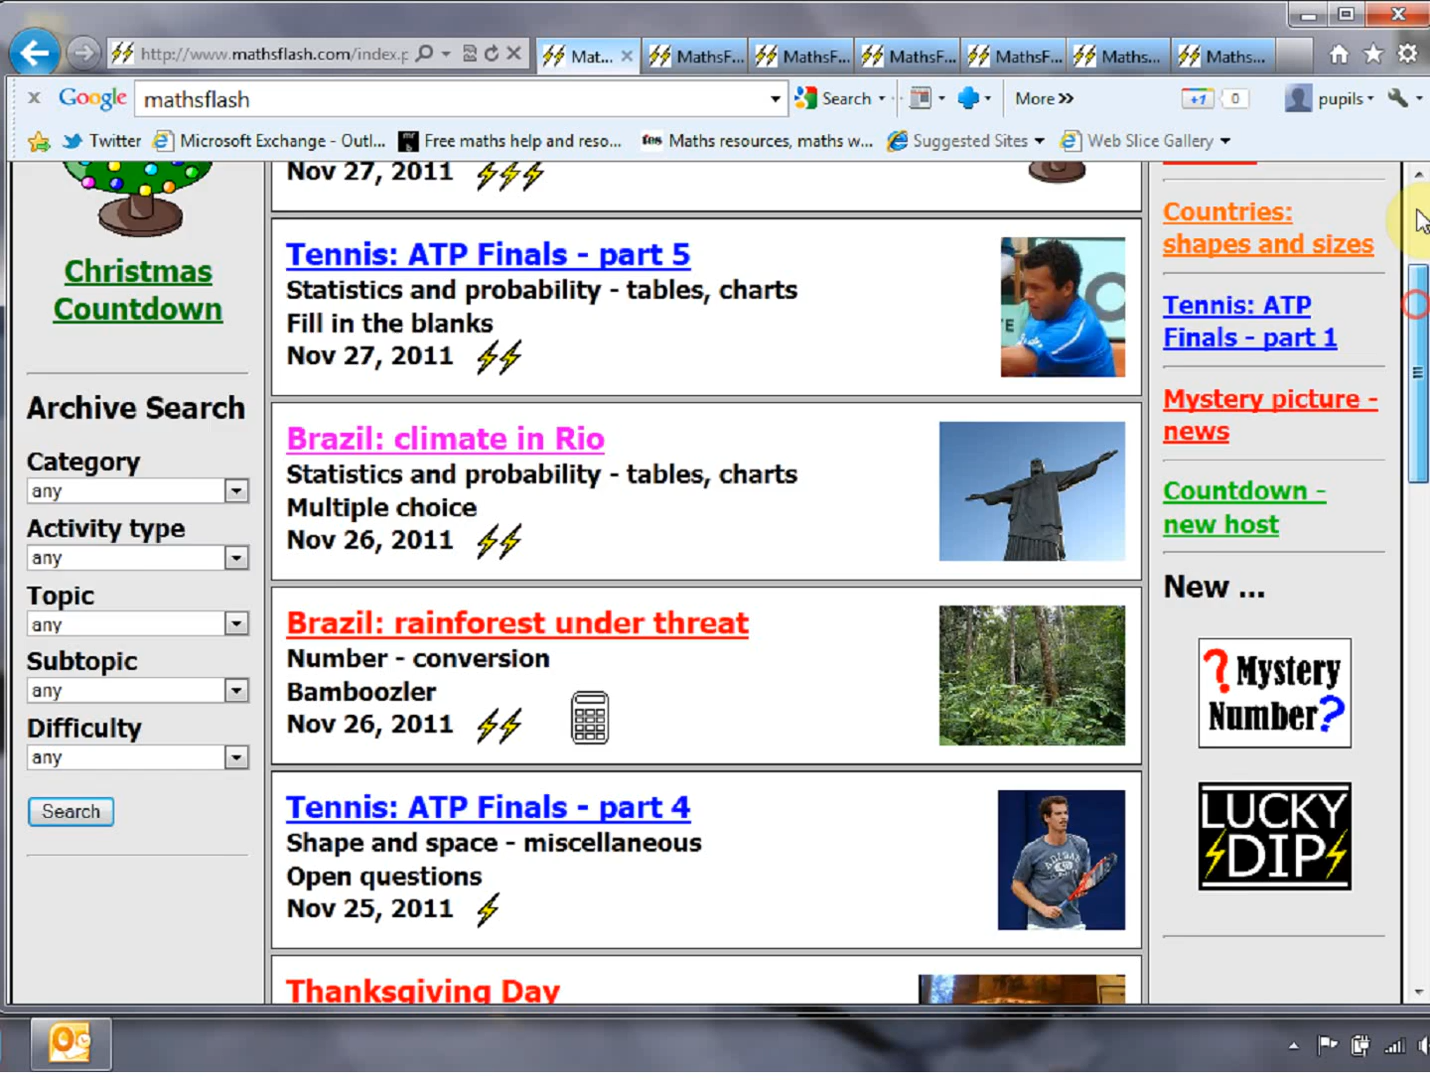 http://www.mathsflash.com/index.p
Mat...
MathsF...
MathsF...
MathsF...
MathsF...
Maths...
Maths...
Google
mathsflash
Search
More
+1
0
pupils
Twitter
Microsoft Exchange - Outl...
Free maths help and reso...
tes
Maths resources, maths w...
Suggested Sites
Web Slice Gallery
Christmas
Countdown
Archive Search
Category
any
Activity type
any
Topic
any
Subtopic
any
Difficulty
any
Search
Nov 27, 2011
Tennis: ATP Finals - part 5
Statistics and probability - tables, charts
Fill in the blanks
Nov 27, 2011
Brazil: climate in Rio
Statistics and probability - tables, charts
Multiple choice
Nov 26, 2011
Brazil: rainforest under threat
Number - conversion
Bamboozler
Nov 26, 2011
Tennis: ATP Finals - part 4
Shape and space - miscellaneous
Open questions
Nov 25, 2011
Thanksgiving Day
Countries:
shapes and sizes
Tennis: ATP
Finals - part 1
Mystery picture -
news
Countdown -
new host
New ...
? Mystery
Number?
LUCKY
DIP